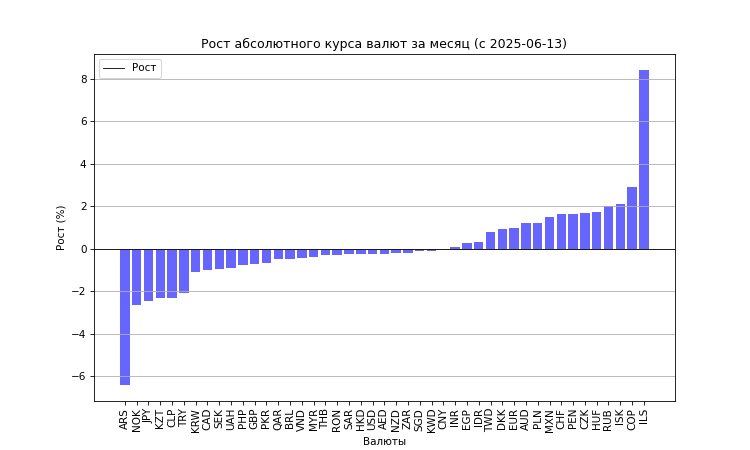 Рост абсолютного курса валют за месяц (с 2025-06-13)
Рост
8
6
4
2
0
−2
−4
−6
Рост (%)
ARS NOK JPY KZT CLP TRY KRW CAD SEK UAH PHP GBP PKR QAR BRL VND MYR THB RON SAR HKD USD AED NZD ZAR SGD KWD CNY INR EGP IDR TWD DKK EUR AUD PLN MXN CHF PEN CZK HUF RUB ISK COP ILS
Валюты